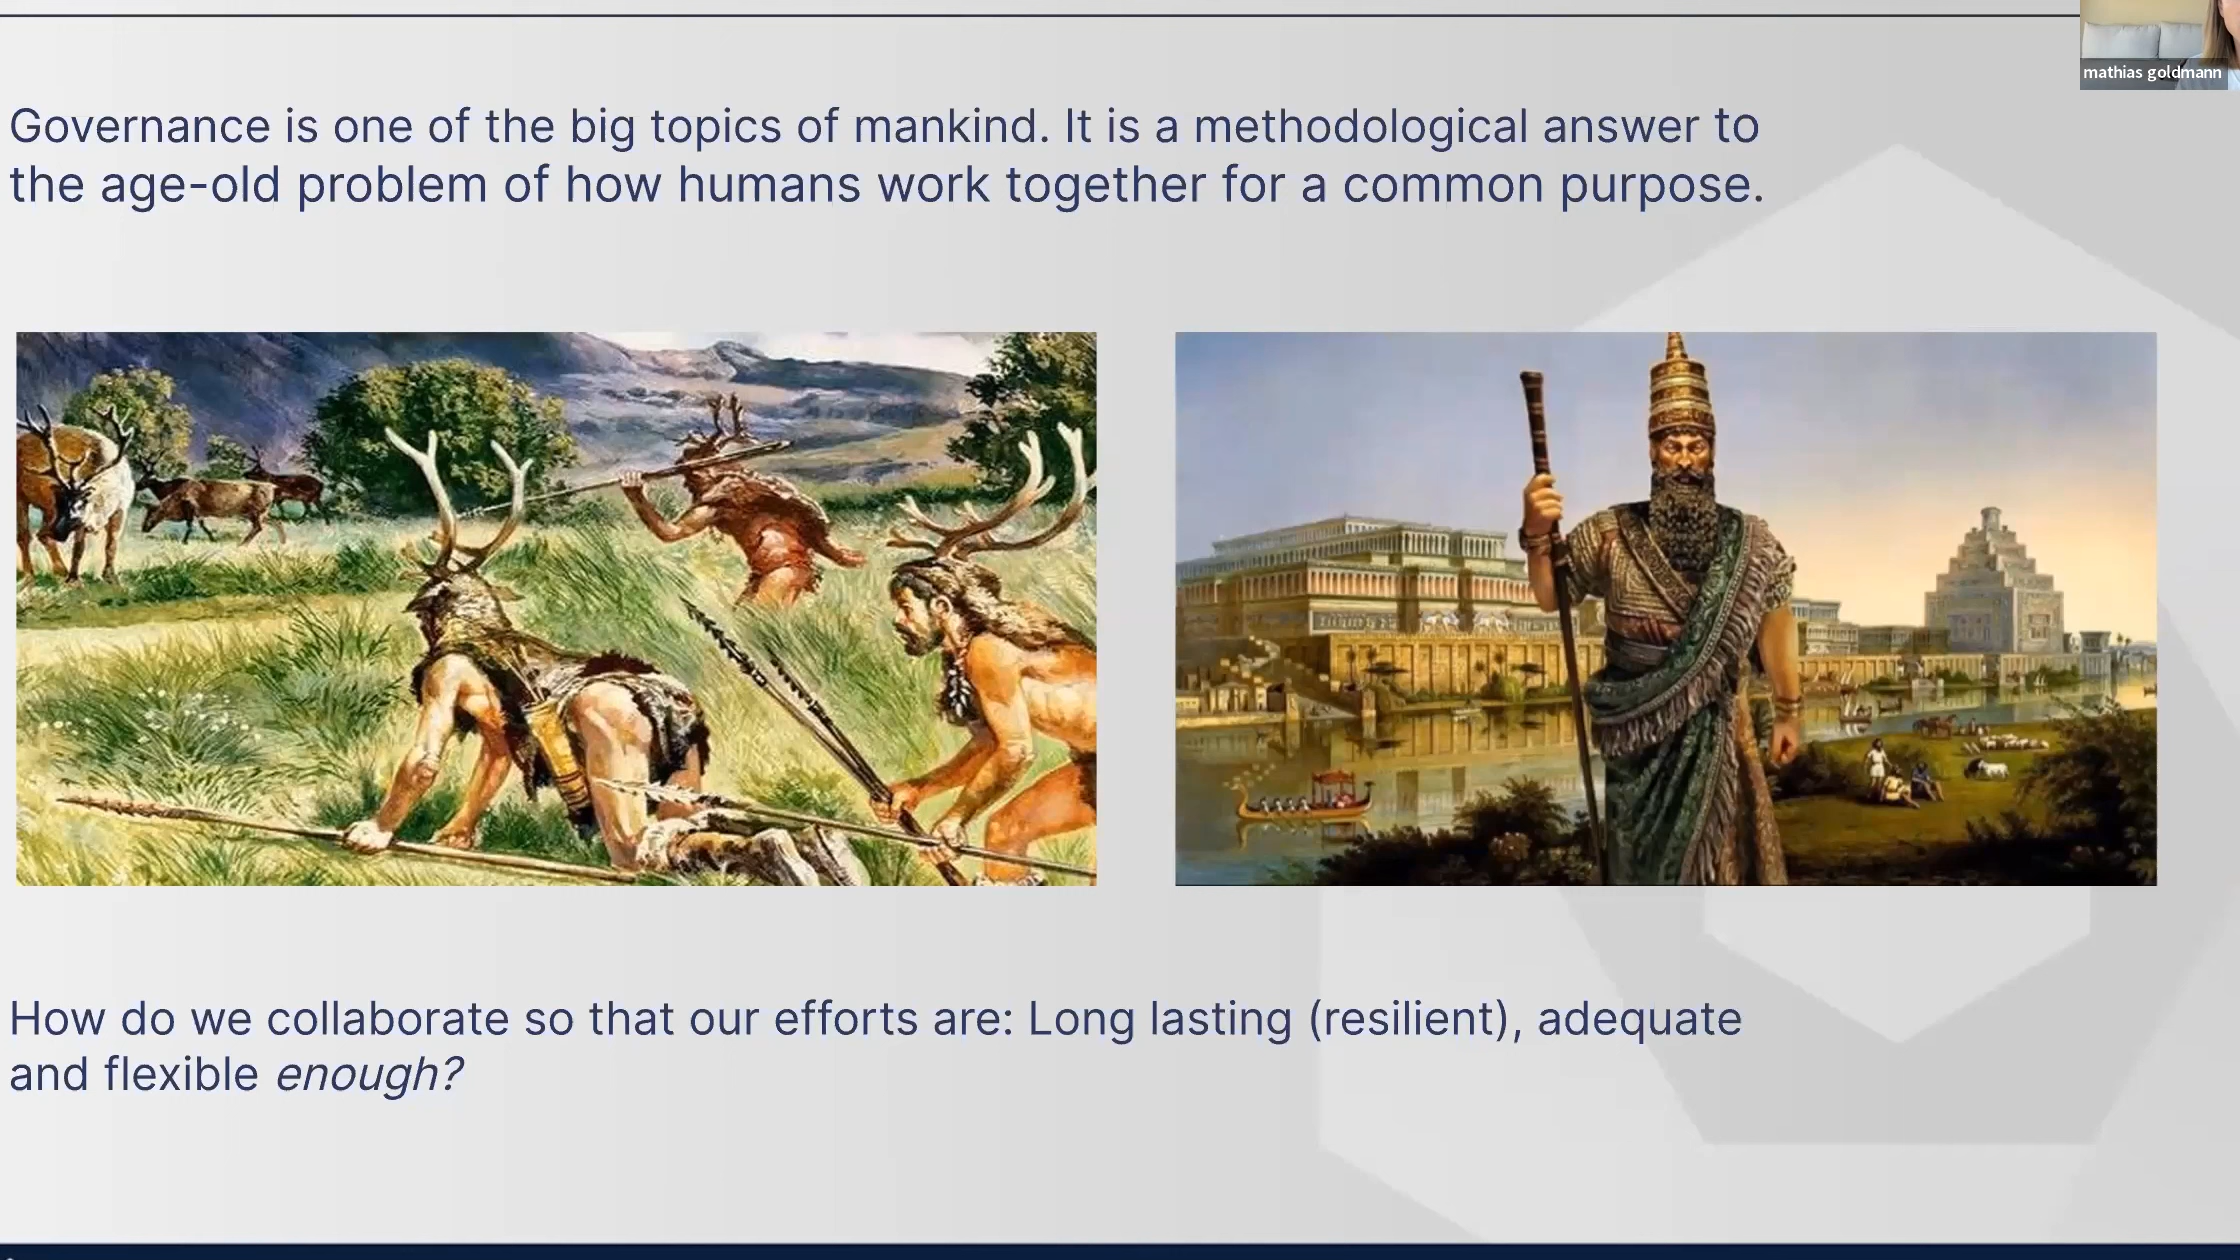 mathias goldmann
Governance is one of the big topics of mankind. It is a methodological answer to
the age-old problem of how humans work together for a common purpose.
How do we collaborate so that our efforts are: Long lasting (resilient), adequate
and flexible enough?